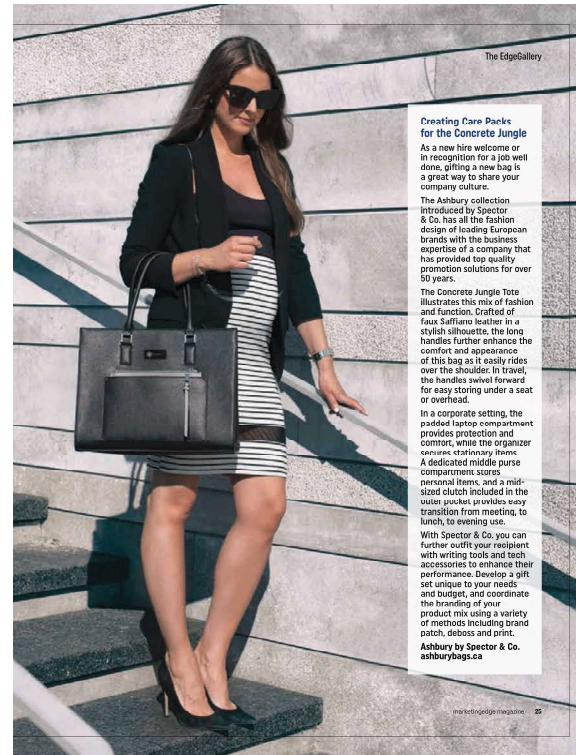 The EdgeGallery
Creating Care Packs
for the Concrete Jungle
As a new hire welcome or
in recognition for a job well
done, gifting a new bag is
a great way to share your
company culture.
The Ashbury collection
introduced by Spector
& Co. has all the fashion
design of leading European
brands with the business
expertise of a company that
has provided top quality
promotion solutions for over
50 years.
The Concrete Jungle Tote
illustrates this mix of fashion
and function. Crafted of
faux Saffiano leather in a
stylish silhouette, the long
handles further enhance the
comfort and appearance
of this bag as it easily rides
over the shoulder. In travel,
the handles swivel forward
for easy storing under a seat
or overhead.
In a corporate setting, the
padded laptop compartment
provides protection and
comfort, while the organizer
secures stationary items.
A dedicated middle purse
compartment stores
personal items, and a mid-
sized clutch included in the
outer pocket provides easy
transition from meeting, to
lunch, to evening use.
With Spector & Co. you can
further outfit your recipient
with writing tools and tech
accessories to enhance their
performance. Develop a gift
set unique to your needs
and budget, and coordinate
the branding of your
product mix using a variety
of methods including brand
patch, deboss and print.
Ashbury by Spector & Co.
ashburybags.ca
marketingedge magazine 25